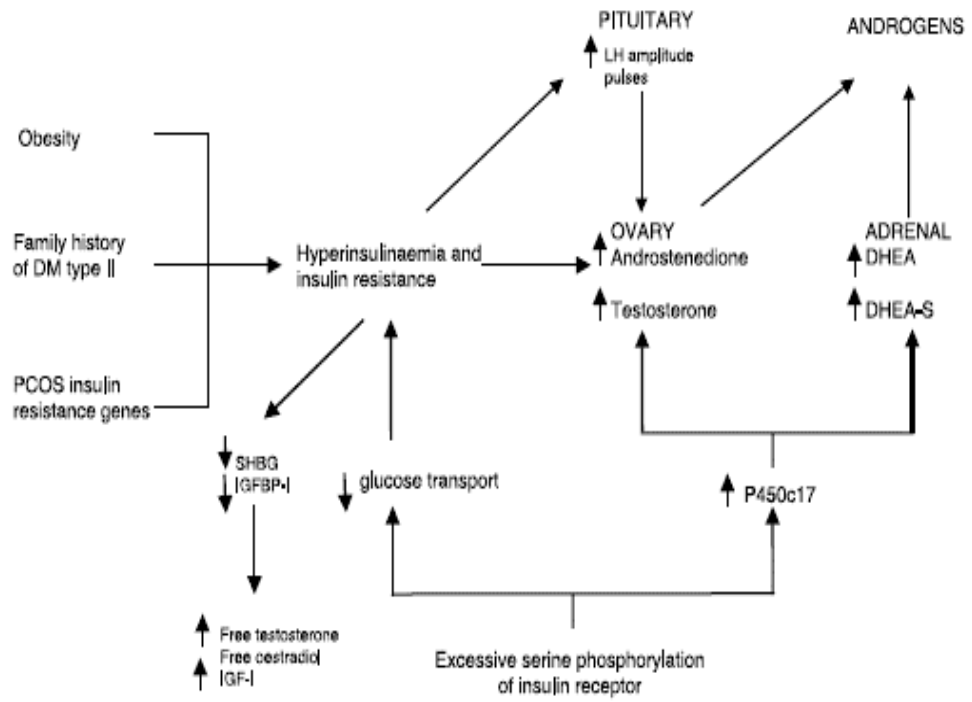 PITUITARY
LH amplitude
pulses
ANDROGENS
Obesity
Family history
of DM type II
PCOS insulin
resistance genes
Hyperinsulinaemia and
insulin resistance
OVARY
Androstenedione
Testosterone
ADRENAL
DHEA
DHEA-S
SHBG
IGFBP-I
glucose transport
P450c17
Free testosterone
Free oestradiol
IGF-I
Excessive serine phosphorylation
of insulin receptor